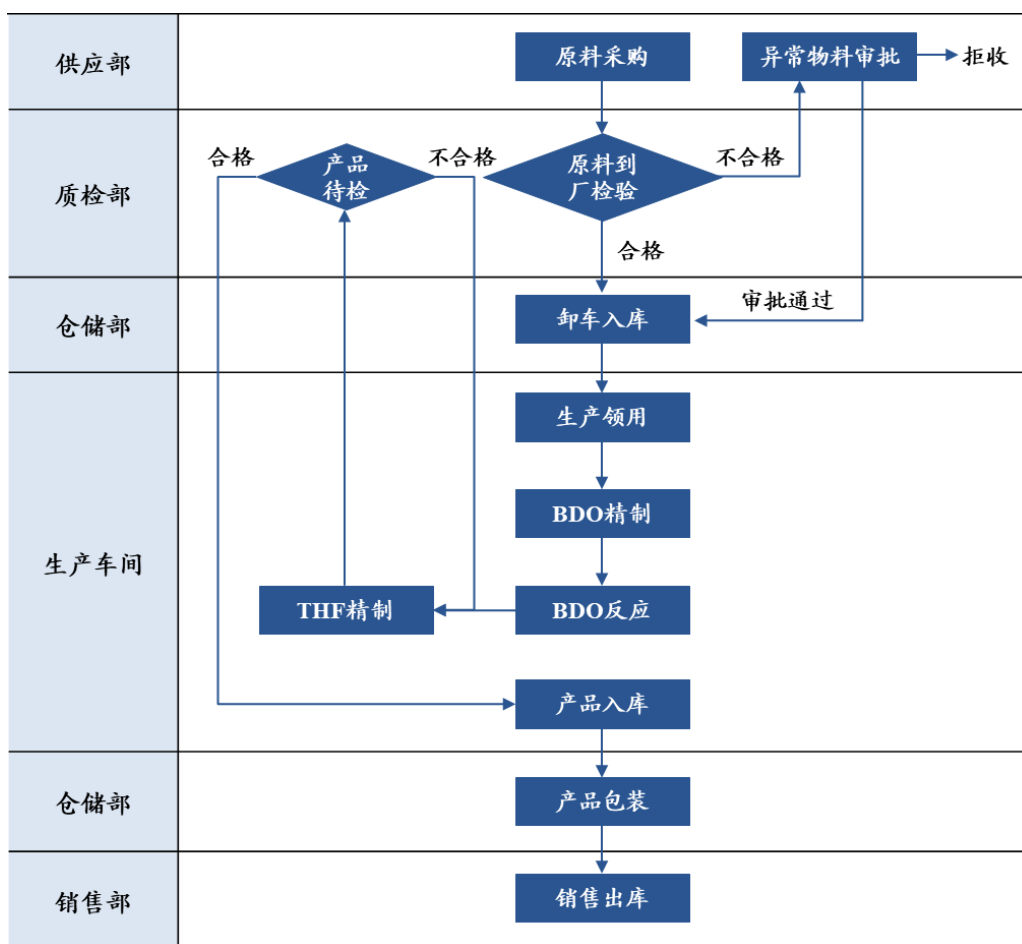 供应部
原料采购
异常物料审批
拒收
质检部
合格
产品
待检
不合格
原料到
厂检验
不合格
合格
仓储部
卸车入库
审批通过
生产车间
生产领用
BDO精制
THF精制
BDO反应
产品入库
仓储部
产品包装
销售部
销售出库